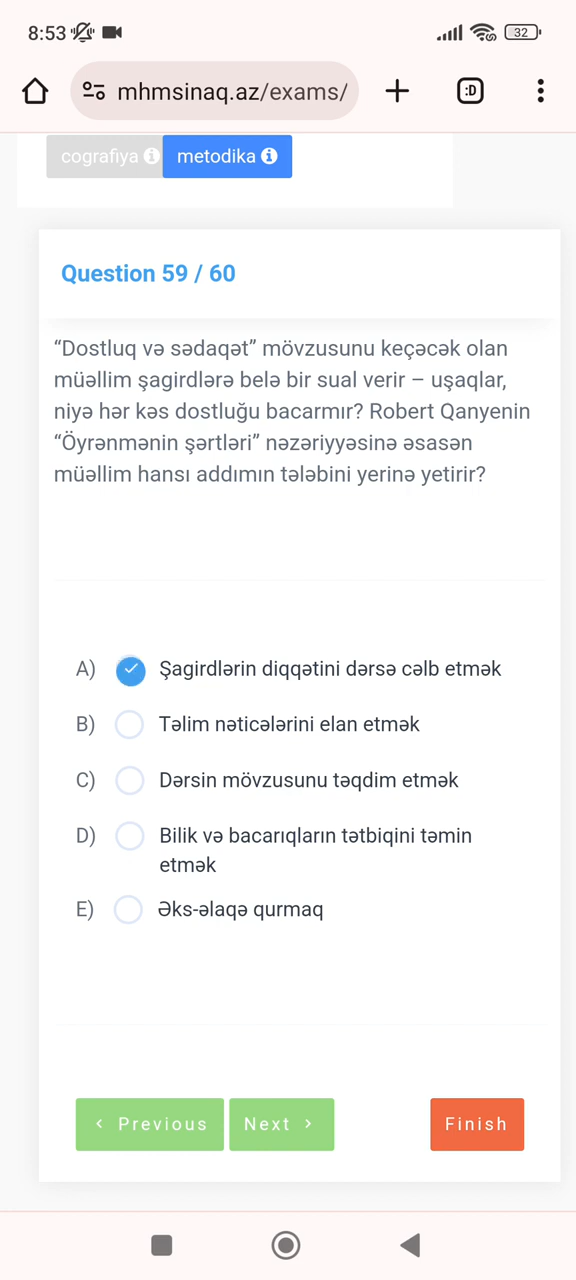 8:53
32
mhmsinaq.az/exams/
:D
cografiya
metodika
Question 59 / 60
“Dostluq və sədaqət” mövzusunu keçəcək olan
müəllim şagirdlərə belə bir sual verir – uşaqlar,
niyə hər kəs dostluğu bacarmır? Robert Qanyenin
“Öyrənmənin şərtləri” nəzəriyyəsinə əsasən
müəllim hansı addımın tələbini yerinə yetirir?
A) Şagirdlərin diqqətini dərsə cəlb etmək
B) Təlim nəticələrini elan etmək
C) Dərsin mövzusunu təqdim etmək
D) Bilik və bacarıqların tətbiqini təmin
etmək
E) Əks-əlaqə qurmaq
Previous
Next
Finish